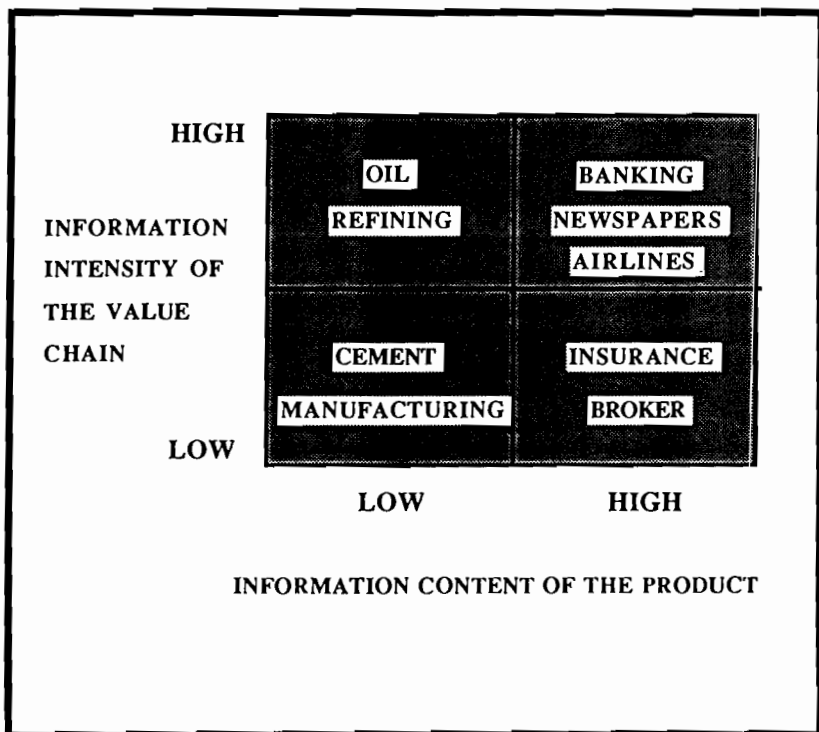 HIGH
OIL
REFINING
BANKING
NEWSPAPERS
AIRLINES
INFORMATION
INTENSITY OF
THE VALUE
CHAIN
CEMENT
MANUFACTURING
INSURANCE
BROKER
LOW
LOW HIGH
INFORMATION CONTENT OF THE PRODUCT